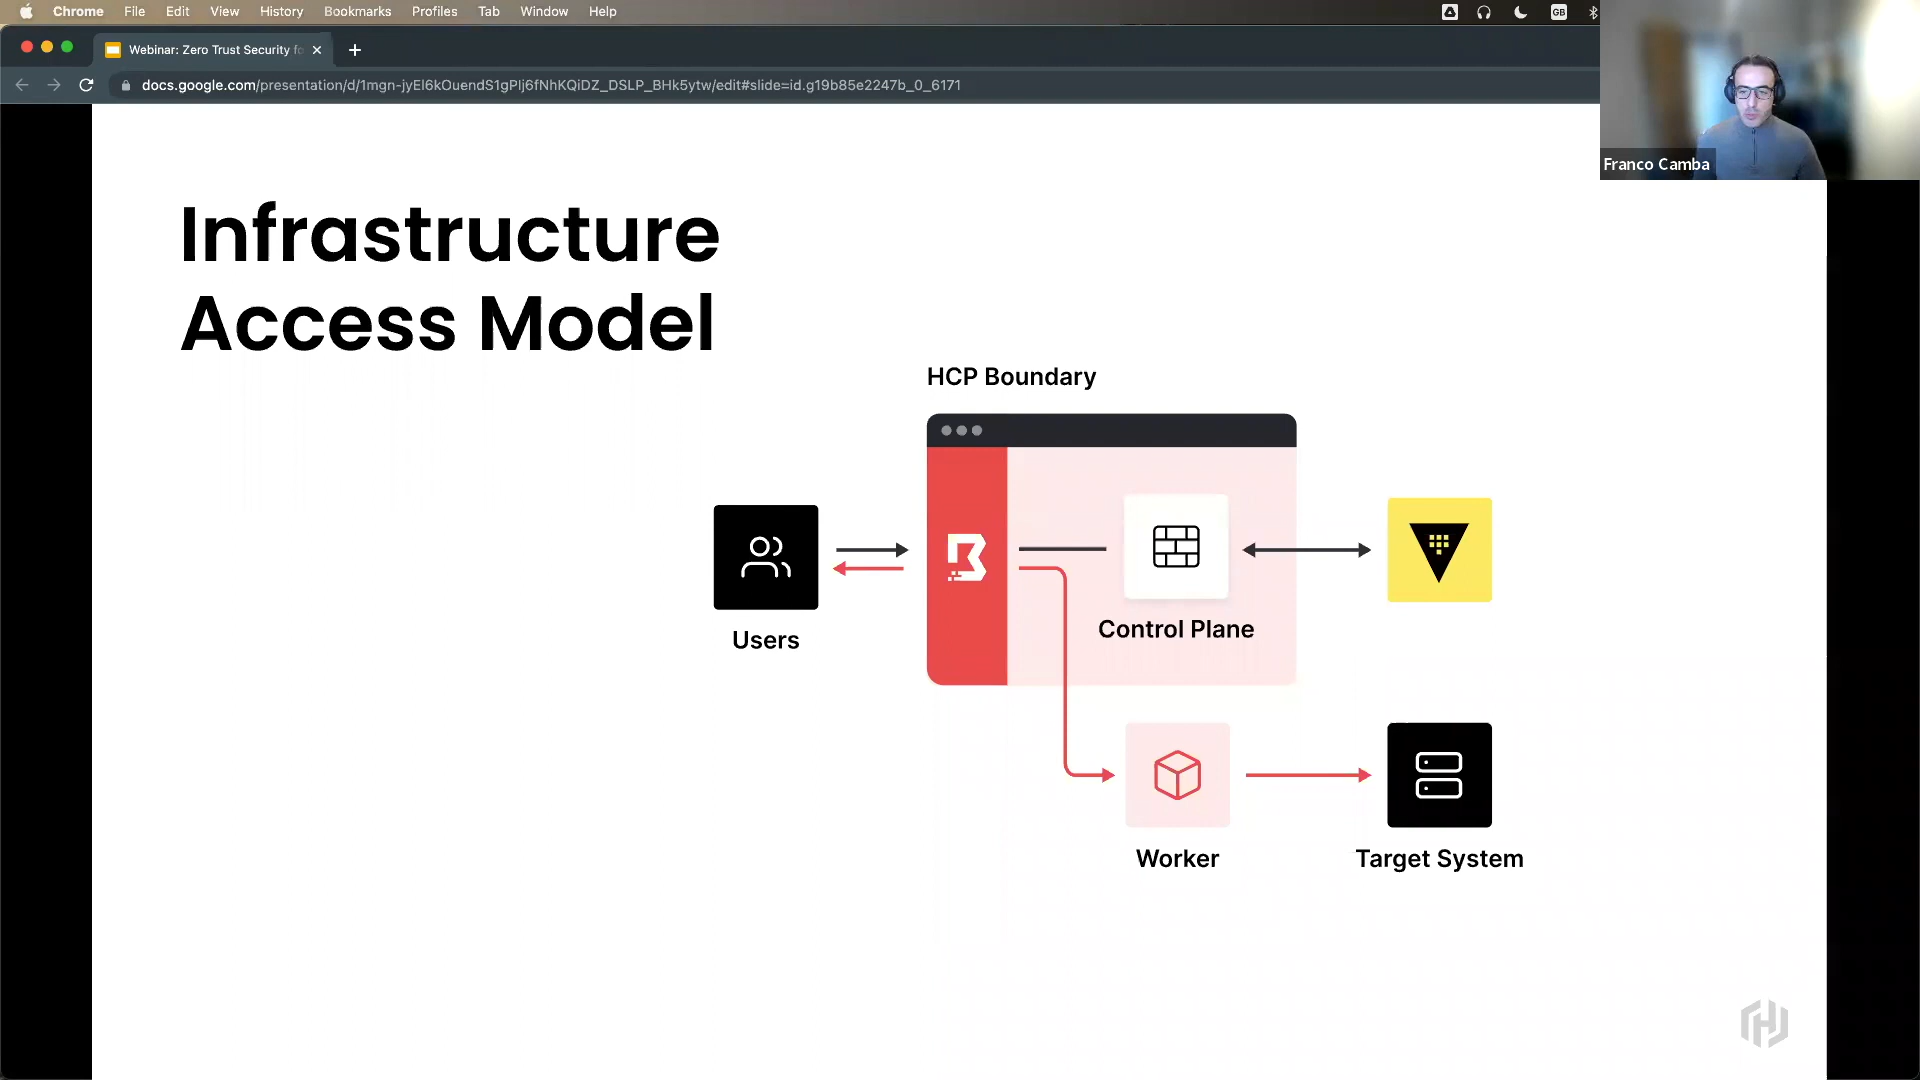 Chrome File Edit View History Bookmarks Profiles Tab Window Help
GB
Webinar: Zero Trust Security fo
docs.google.com/presentation/d/1mgn-jyEl6kOuendS1gPlj6fNhKQiDZ_DSLP_BHk5ytw/edit#slide=id.g19b85e2247b_0_6171
Franco Camba
Infrastructure
Access Model
HCP Boundary
Control Plane
Users
Worker
Target System